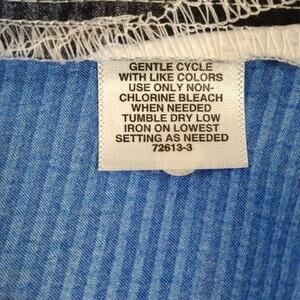 GENTLE CYCLE
WITH LIKE COLORS
USE ONLY NON-
CHLORINE BLEACH
WHEN NEEDED
TUMBLE DRY LOW
IRON ON LOWEST
SETTING AS NEEDED
72613-3